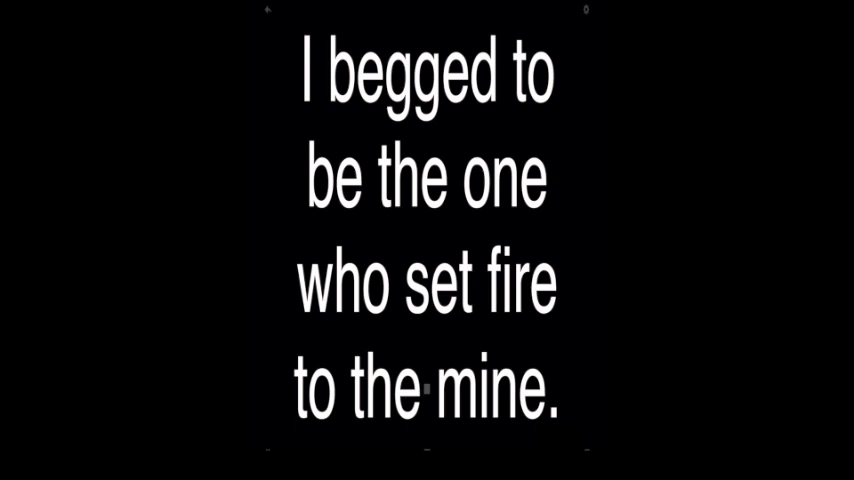 I begged to
be the one
who set fire
to the mine.